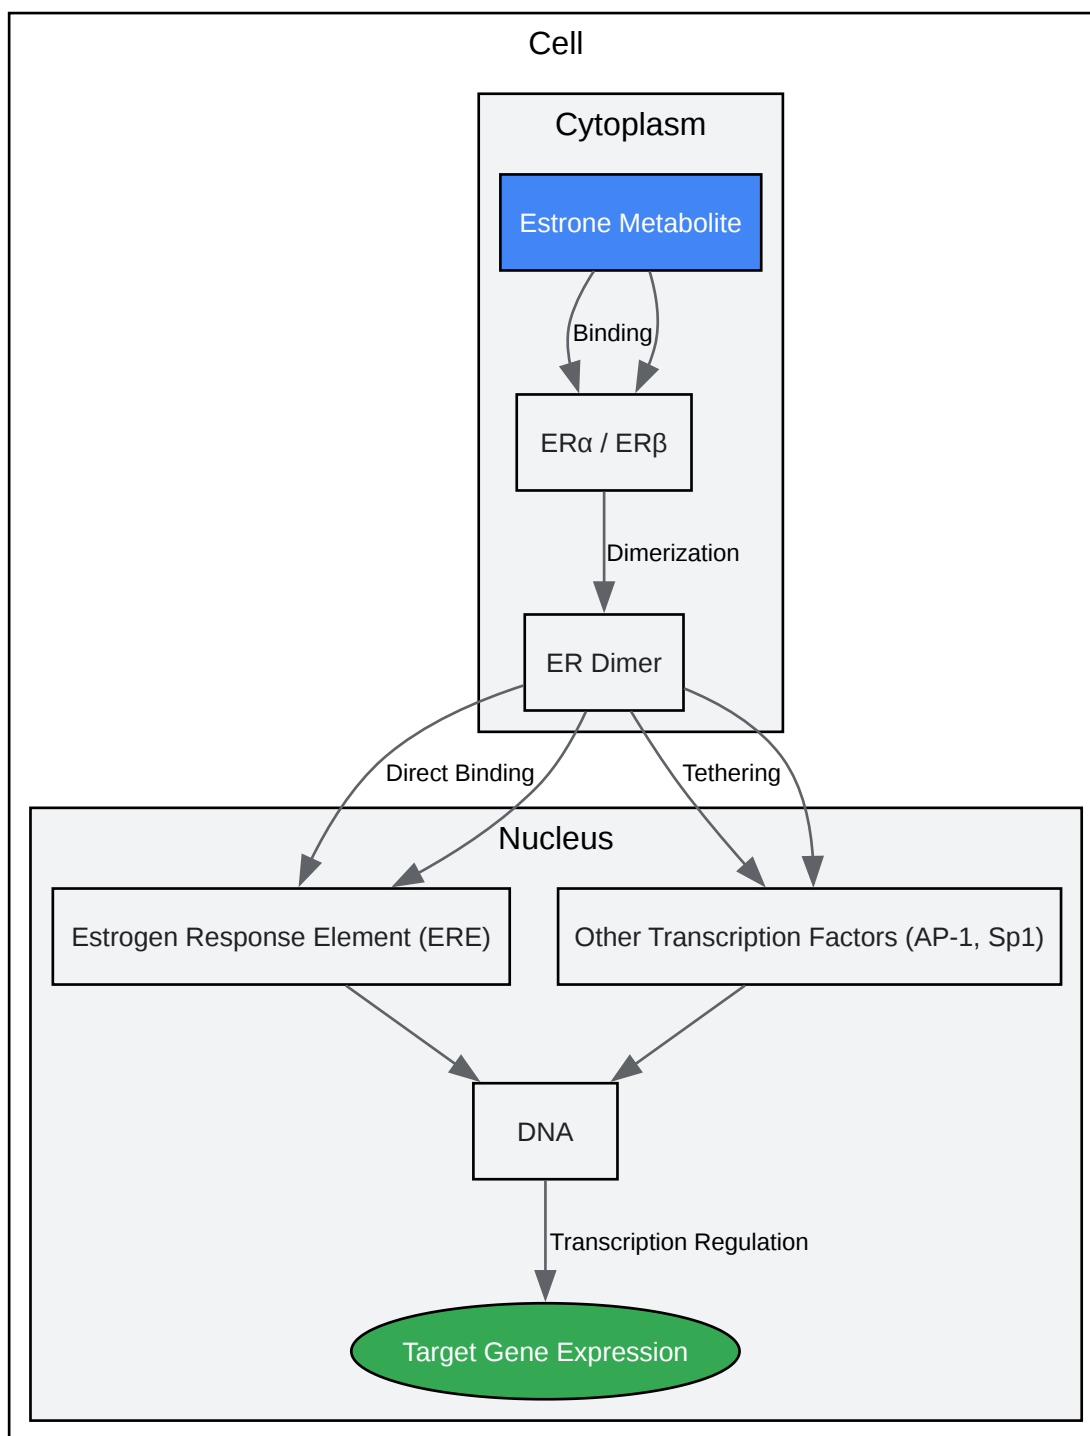 Cell
Cytoplasm
Estrone Metabolite
Binding
ERα / ERβ
Dimerization
ER Dimer
Direct Binding
Tethering
Nucleus
Estrogen Response Element (ERE)
Other Transcription Factors (AP-1, Sp1)
DNA
Transcription Regulation
Target Gene Expression